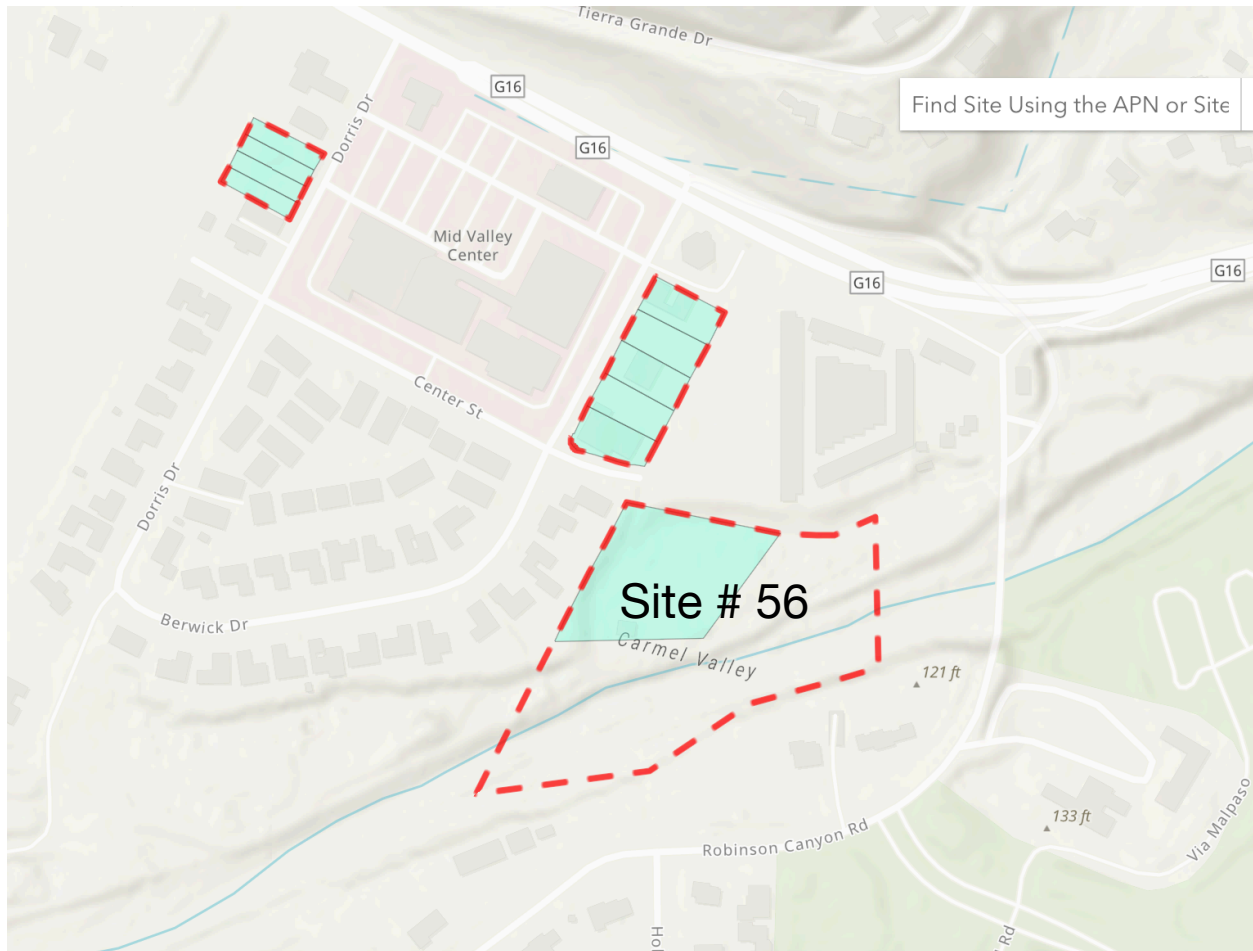 Tierra Grande Dr
G16
Find Site Using the APN or Site
Dorris Dr
G16
Mid Valley
Center
G16
G16
Center St
Dorris Dr
Site # 56
Berwick Dr
Carmel Valley
121 ft
133 ft
Robinson Canyon Rd
Via Malpaso
Hol
Rd